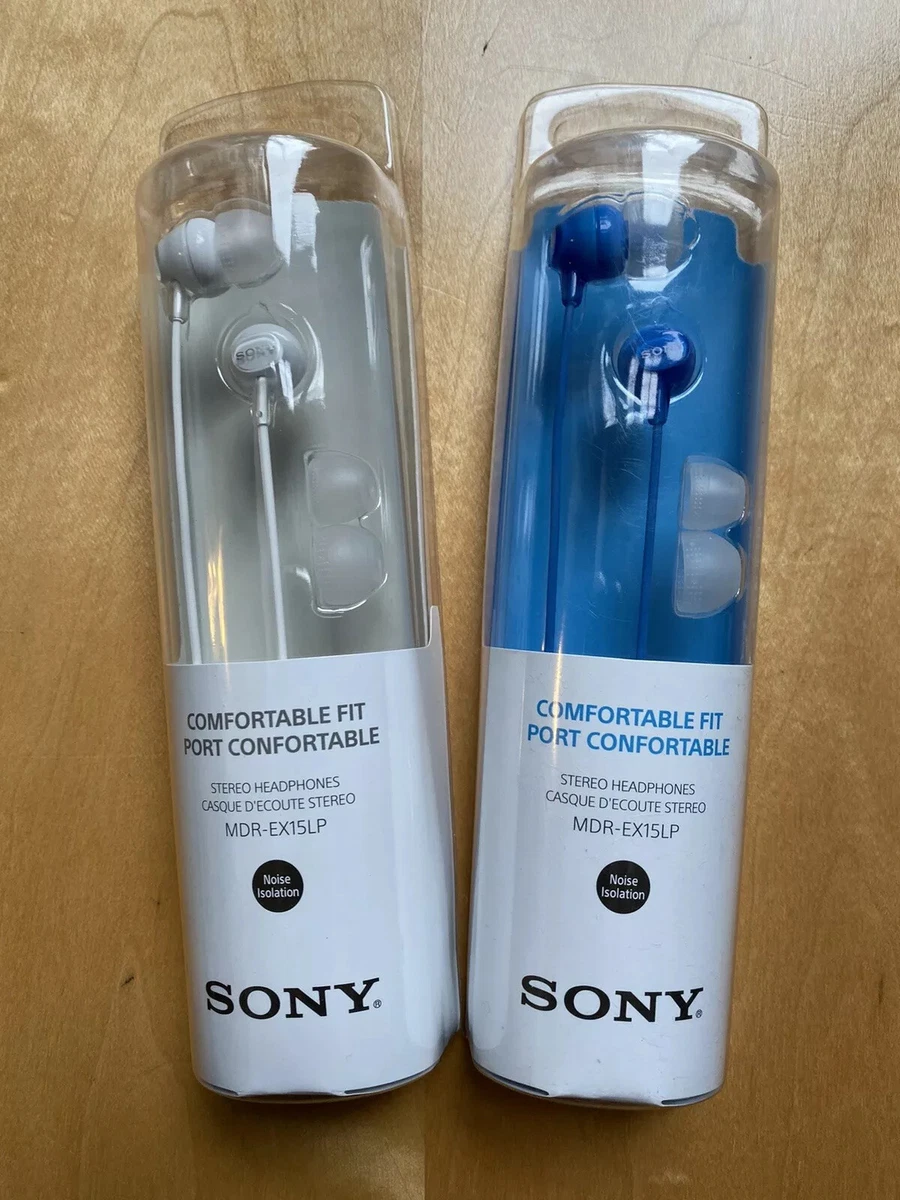 SONY
COMFORTABLE FIT
PORT CONFORTABLE
STEREO HEADPHONES
CASQUE D'ECOUTE STEREO
MDR-EX15LP
Noise
Isolation
SONY®
SONY
COMFORTABLE FIT
PORT CONFORTABLE
STEREO HEADPHONES
CASQUE D'ECOUTE STEREO
MDR-EX15LP
Noise
Isolation
SONY®